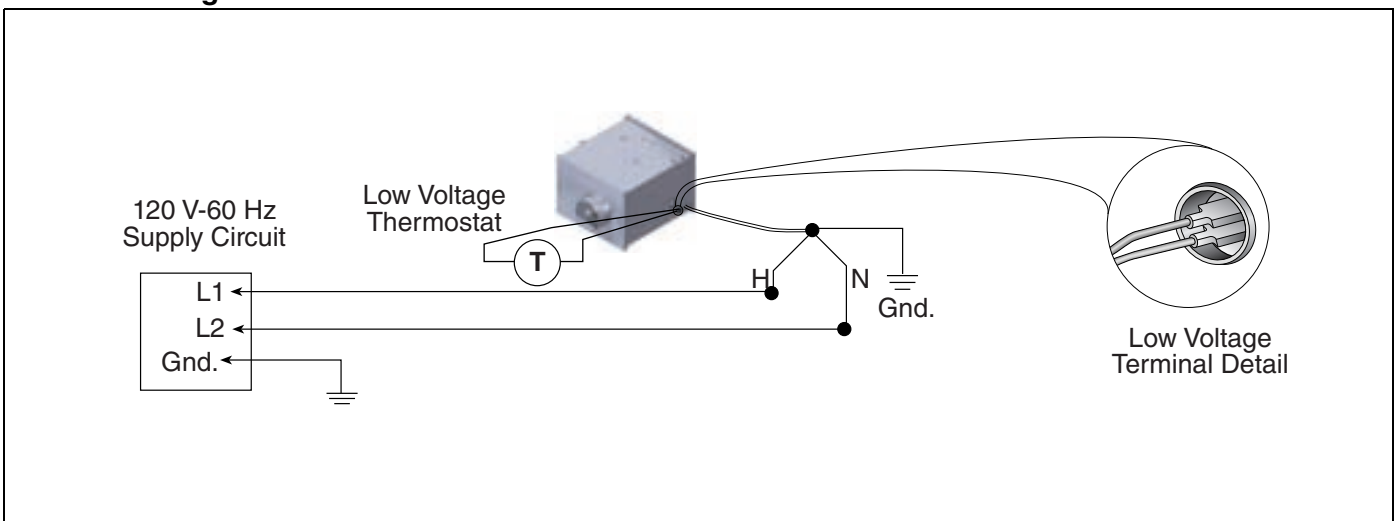 120 V-60 Hz
Supply Circuit
L1
L2
Gnd.
Low Voltage
Thermostat
T
H
N
Gnd.
Low Voltage
Terminal Detail